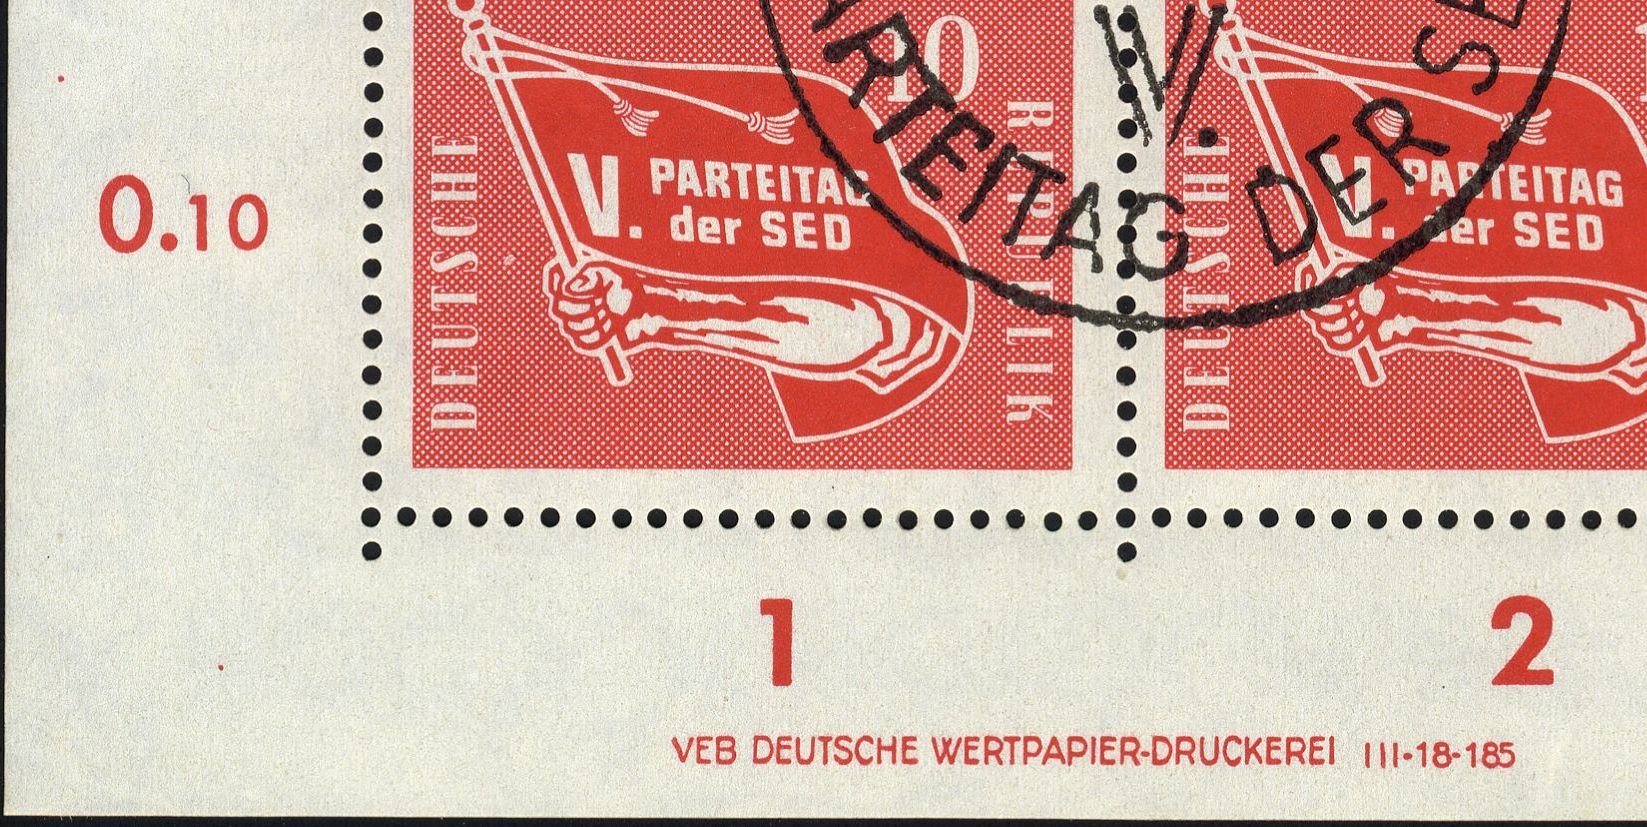 10
DEUTSCHE
REPUBLIK
V. PARTEITAG
der SED
DEUTSCHE
V. PARTEITAG
der SED
V.
PARTEITAG DER SE
0.10
1
2
VEB DEUTSCHE WERTPAPIER-DRUCKEREI III-18-185